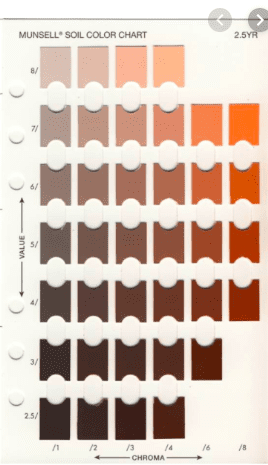 MUNSELL® SOIL COLOR CHART 2.5YR
8/
7/
6/
5/
VALUE
4/
3/
2.5/
/1 /2 /3 /4 /6 /8
CHROMA